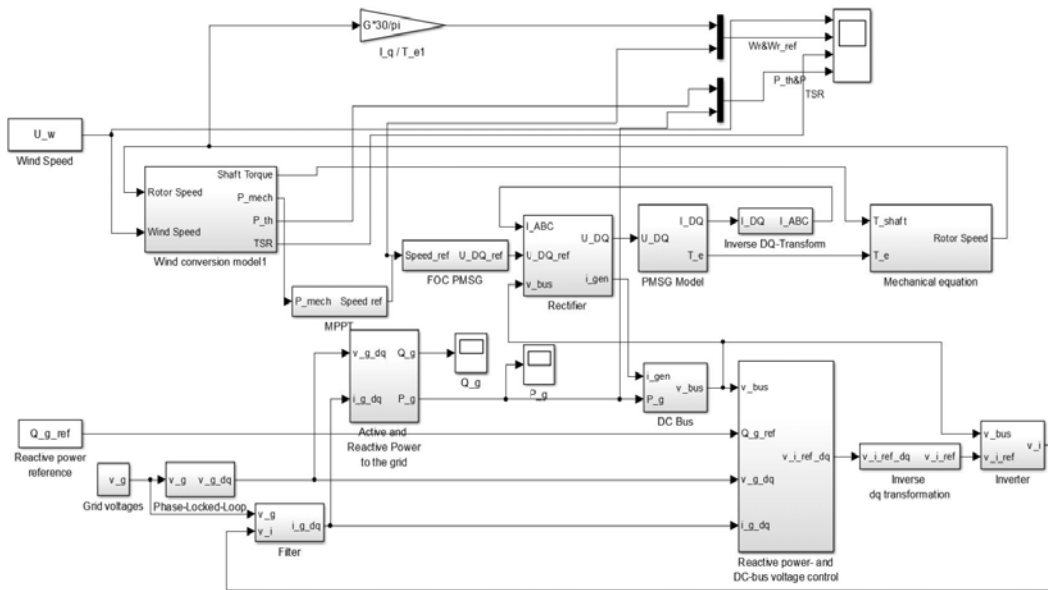 G*30/pi
I_q / T_e1
Wr&Wr_ref
P_th&P
TSR
U_w
Wind Speed
Rotor Speed
Wind Speed
Shaft Torque
P_mech
P_th
TSR
Wind conversion model1
P_mech
Speed ref
MPPT
Speed_ref
U_DQ_ref
FOC PMSG
I_ABC
U_DQ_ref
v_bus
U_DQ
i_gen
Rectifier
U_DQ
I_DQ
T_e
PMSG Model
I_DQ
I_ABC
Inverse DQ-Transform
T_shaft
T_e
Rotor Speed
Mechanical equation
v_g_dq
i_g_dq
Q_g
P_g
Active and
Reactive Power
to the grid
Q_g
P_g
i_gen
P_g
v_bus
DC Bus
Q_g_ref
Reactive power
reference
v_g
Grid voltages
v_g
v_g_dq
Phase-Locked-Loop
v_g
v_i
i_g_dq
Filter
v_bus
Q_g_ref
v_g_dq
i_g_dq
v_i_ref_dq
Reactive power- and
DC-bus voltage control
v_i_ref_dq
v_i_ref
Inverse
dq transformation
v_bus
v_i_ref
v_i
Inverter